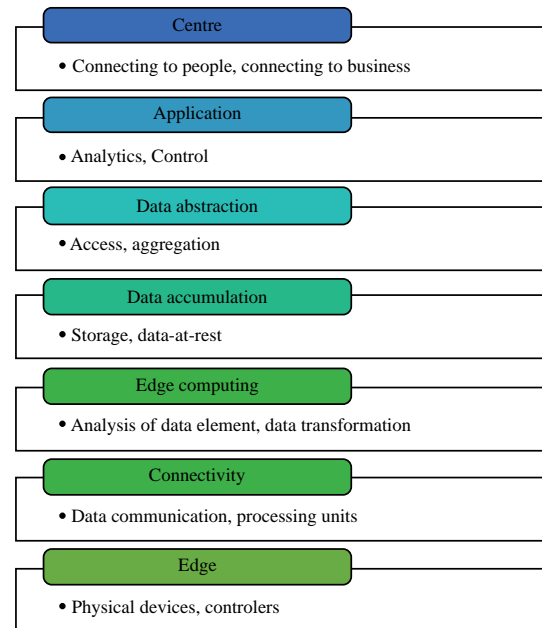 Centre
• Connecting to people, connecting to business
Application
• Analytics, Control
Data abstraction
• Access, aggregation
Data accumulation
• Storage, data-at-rest
Edge computing
• Analysis of data element, data transformation
Connectivity
• Data communication, processing units
Edge
• Physical devices, controlers